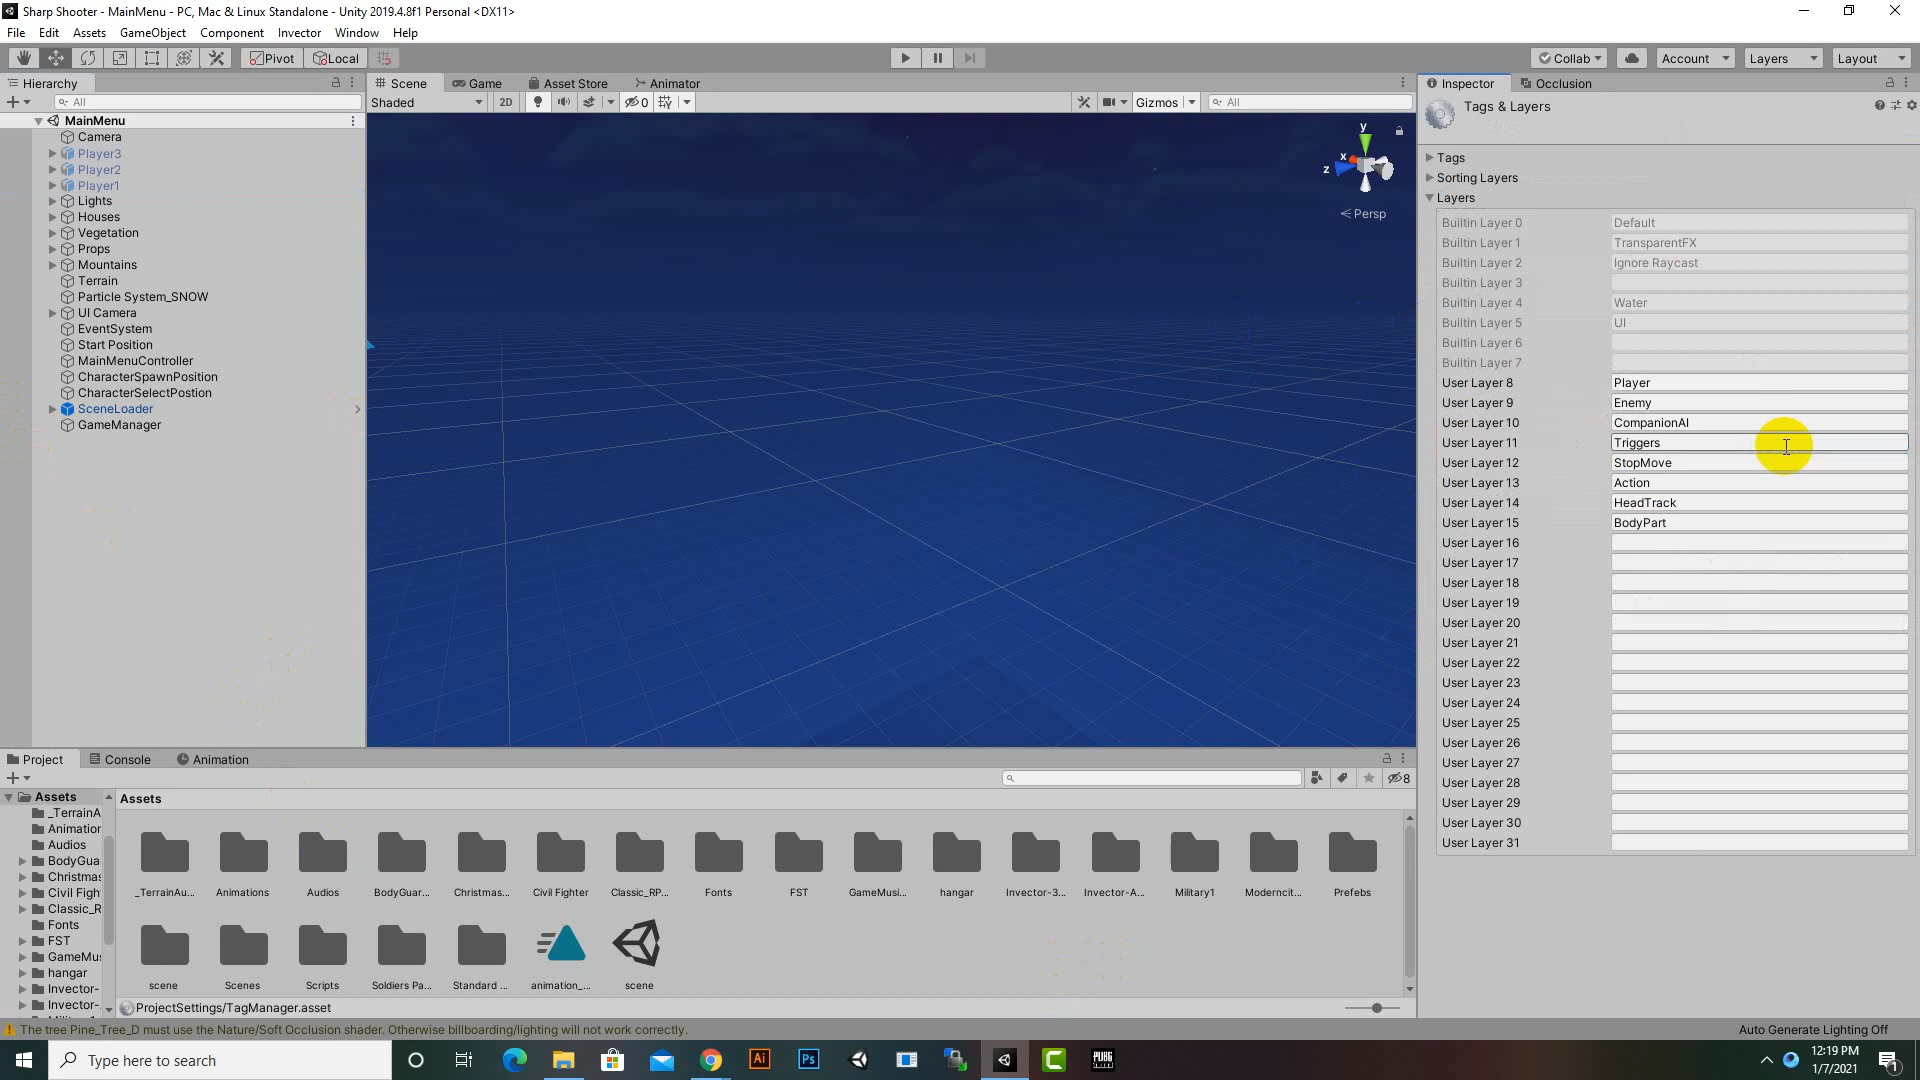 Sharp Shooter - MainMenu - PC, Mac & Linux Standalone - Unity 2019.4.8f1 Personal <DX11>
File Edit Assets GameObject Component Invector Window Help
Pivot Local Collab Account Layers Layout
Hierarchy Scene Game Asset Store Animator Inspector Occlusion
All Shaded 2D 0 Gizmos All
MainMenu
Camera
Player3
Player2
Player1
Lights
Houses
Vegetation
Props
Mountains
Terrain
Particle System_SNOW
UI Camera
EventSystem
Start Position
MainMenuController
CharacterSpawnPosition
CharacterSelectPostion
SceneLoader
GameManager
y
x
z
Persp
Tags & Layers
Tags
Sorting Layers
Layers
Builtin Layer 0 Default
Builtin Layer 1 TransparentFX
Builtin Layer 2 Ignore Raycast
Builtin Layer 3
Builtin Layer 4 Water
Builtin Layer 5 UI
Builtin Layer 6
Builtin Layer 7
User Layer 8 Player
User Layer 9 Enemy
User Layer 10 CompanionAI
User Layer 11 Triggers
User Layer 12 StopMove
User Layer 13 Action
User Layer 14 HeadTrack
User Layer 15 BodyPart
User Layer 16
User Layer 17
User Layer 18
User Layer 19
User Layer 20
User Layer 21
User Layer 22
User Layer 23
User Layer 24
User Layer 25
User Layer 26
User Layer 27
User Layer 28
User Layer 29
User Layer 30
User Layer 31
Project Console Animation
8
Assets
_TerrainA
Animation
Audios
BodyGua
Christmas
Civil Figh
Classic_R
Fonts
FST
GameMus
hangar
Invector-
Invector-
Assets
_TerrainAu... Animations Audios BodyGuar... Christmas... Civil Fighter Classic_RP... Fonts FST GameMusi... hangar Invector-3... Invector-A... Military1 Moderncit... Prefebs
scene Scenes Scripts Soldiers Pa... Standard ... animation_... scene
ProjectSettings/TagManager.asset
The tree Pine_Tree_D must use the Nature/Soft Occlusion shader. Otherwise billboarding/lighting will not work correctly.
Auto Generate Lighting Off
Type here to search
Ai
Ps
PUBG
12:19 PM
1/7/2021
1